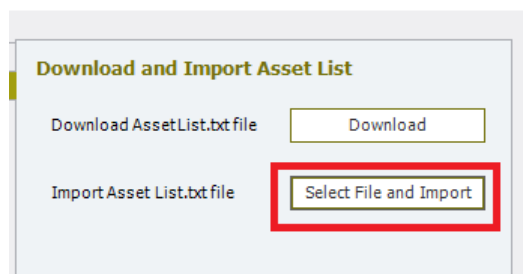 Download and Import Asset List
Download AssetList.txt file
Download
Import Asset List.txt file
Select File and Import